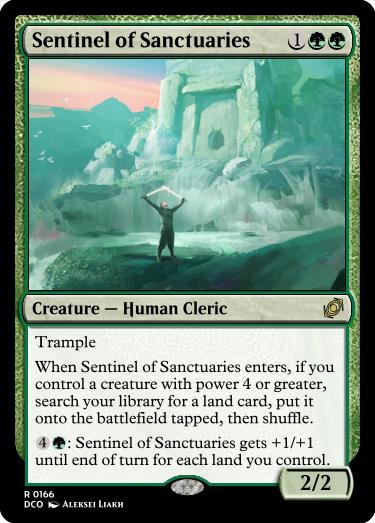 Sentinel of Sanctuaries 1
Creature — Human Cleric
Trample
When Sentinel of Sanctuaries enters, if you
control a creature with power 4 or greater,
search your library for a land card, put it
onto the battlefield tapped, then shuffle.
4 : Sentinel of Sanctuaries gets +1/+1
until end of turn for each land you control.
2/2
R 0166
DCO Aleksei Liakh